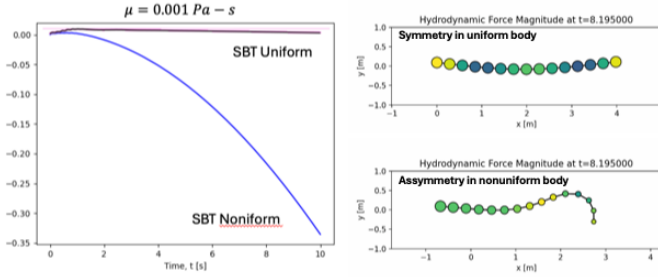 μ = 0.001 Pa − s
0.00
−0.05
−0.10
−0.15
−0.20
−0.25
−0.30
−0.35
0 2 4 6 8 10
Time, t [s]
SBT Uniform
SBT Noniform
Hydrodynamic Force Magnitude at t=8.195000
Symmetry in uniform body
1.0
0.5
0.0
−0.5
−1.0
y [m]
−1 0 1 2 3 4
x [m]
Hydrodynamic Force Magnitude at t=8.195000
Assymmetry in nonuniform body
1.0
0.5
0.0
−0.5
−1.0
y [m]
−1 0 1 2 3 4
x [m]